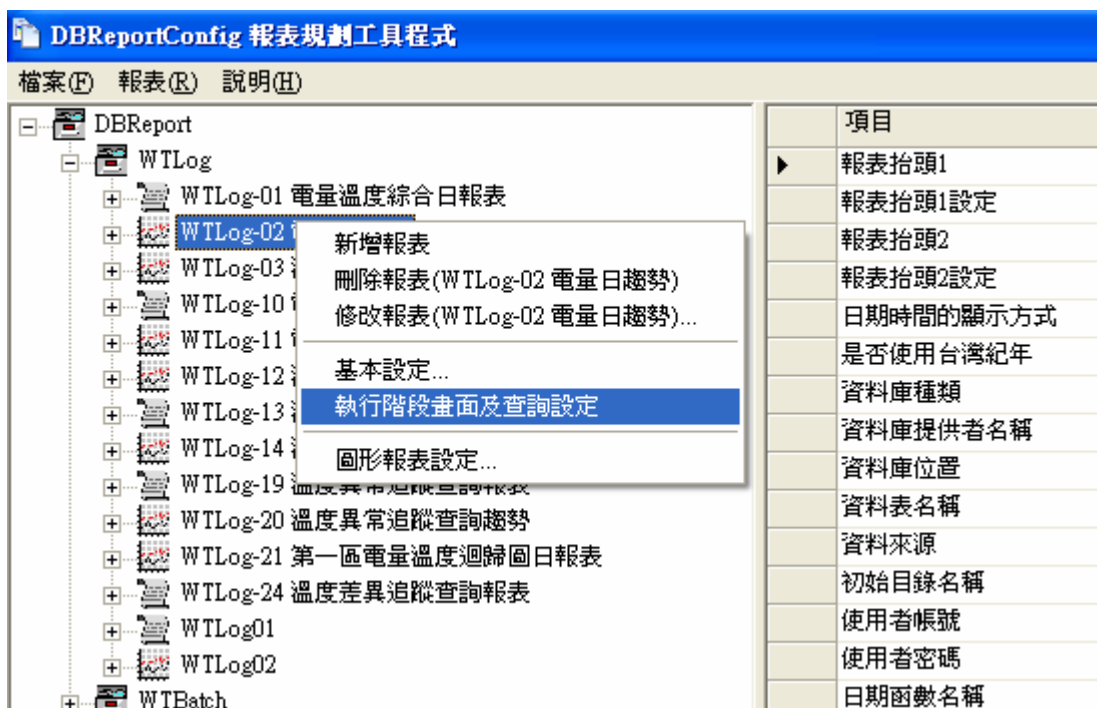 DBReportConfig 報表規劃工具程式
檔案(F) 報表(R) 說明(H)
DBReport
WTLog
WTLog-01 電量溫度綜合日報表
WTLog-02
WTLog-03
WTLog-10
WTLog-11
WTLog-12
WTLog-13
WTLog-14
WTLog-19 溫度異常追蹤查詢報表
WTLog-20 溫度異常追蹤查詢趨勢
WTLog-21 第一區電量溫度迴歸圖日報表
WTLog-24 溫度差異追蹤查詢報表
WTLog01
WTLog02
WTBatch
新增報表
刪除報表(WTLog-02 電量日趨勢)
修改報表(WTLog-02 電量日趨勢)...
基本設定...
執行階段畫面及查詢設定
圖形報表設定...
項目
報表抬頭1
報表抬頭1設定
報表抬頭2
報表抬頭2設定
日期時間的顯示方式
是否使用台灣紀年
資料庫種類
資料庫提供者名稱
資料庫位置
資料表名稱
資料來源
初始目錄名稱
使用者帳號
使用者密碼
日期函數名稱